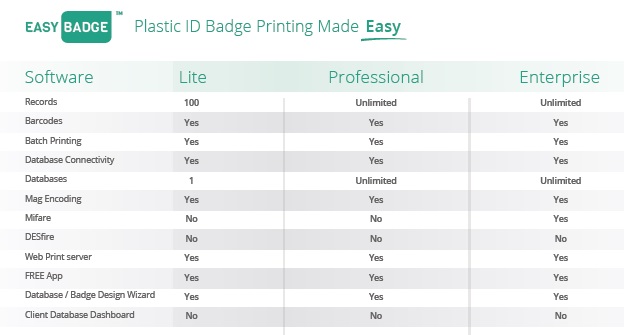 EASY BADGE™ Plastic ID Badge Printing Made Easy
Software Lite Professional Enterprise
Records 100 Unlimited Unlimited
Barcodes Yes Yes Yes
Batch Printing Yes Yes Yes
Database Connectivity Yes Yes Yes
Databases 1 Unlimited Unlimited
Mag Encoding Yes Yes Yes
Mifare No No Yes
DESfire No No No
Web Print server Yes Yes Yes
FREE App Yes Yes Yes
Database / Badge Design Wizard Yes Yes Yes
Client Database Dashboard No No No